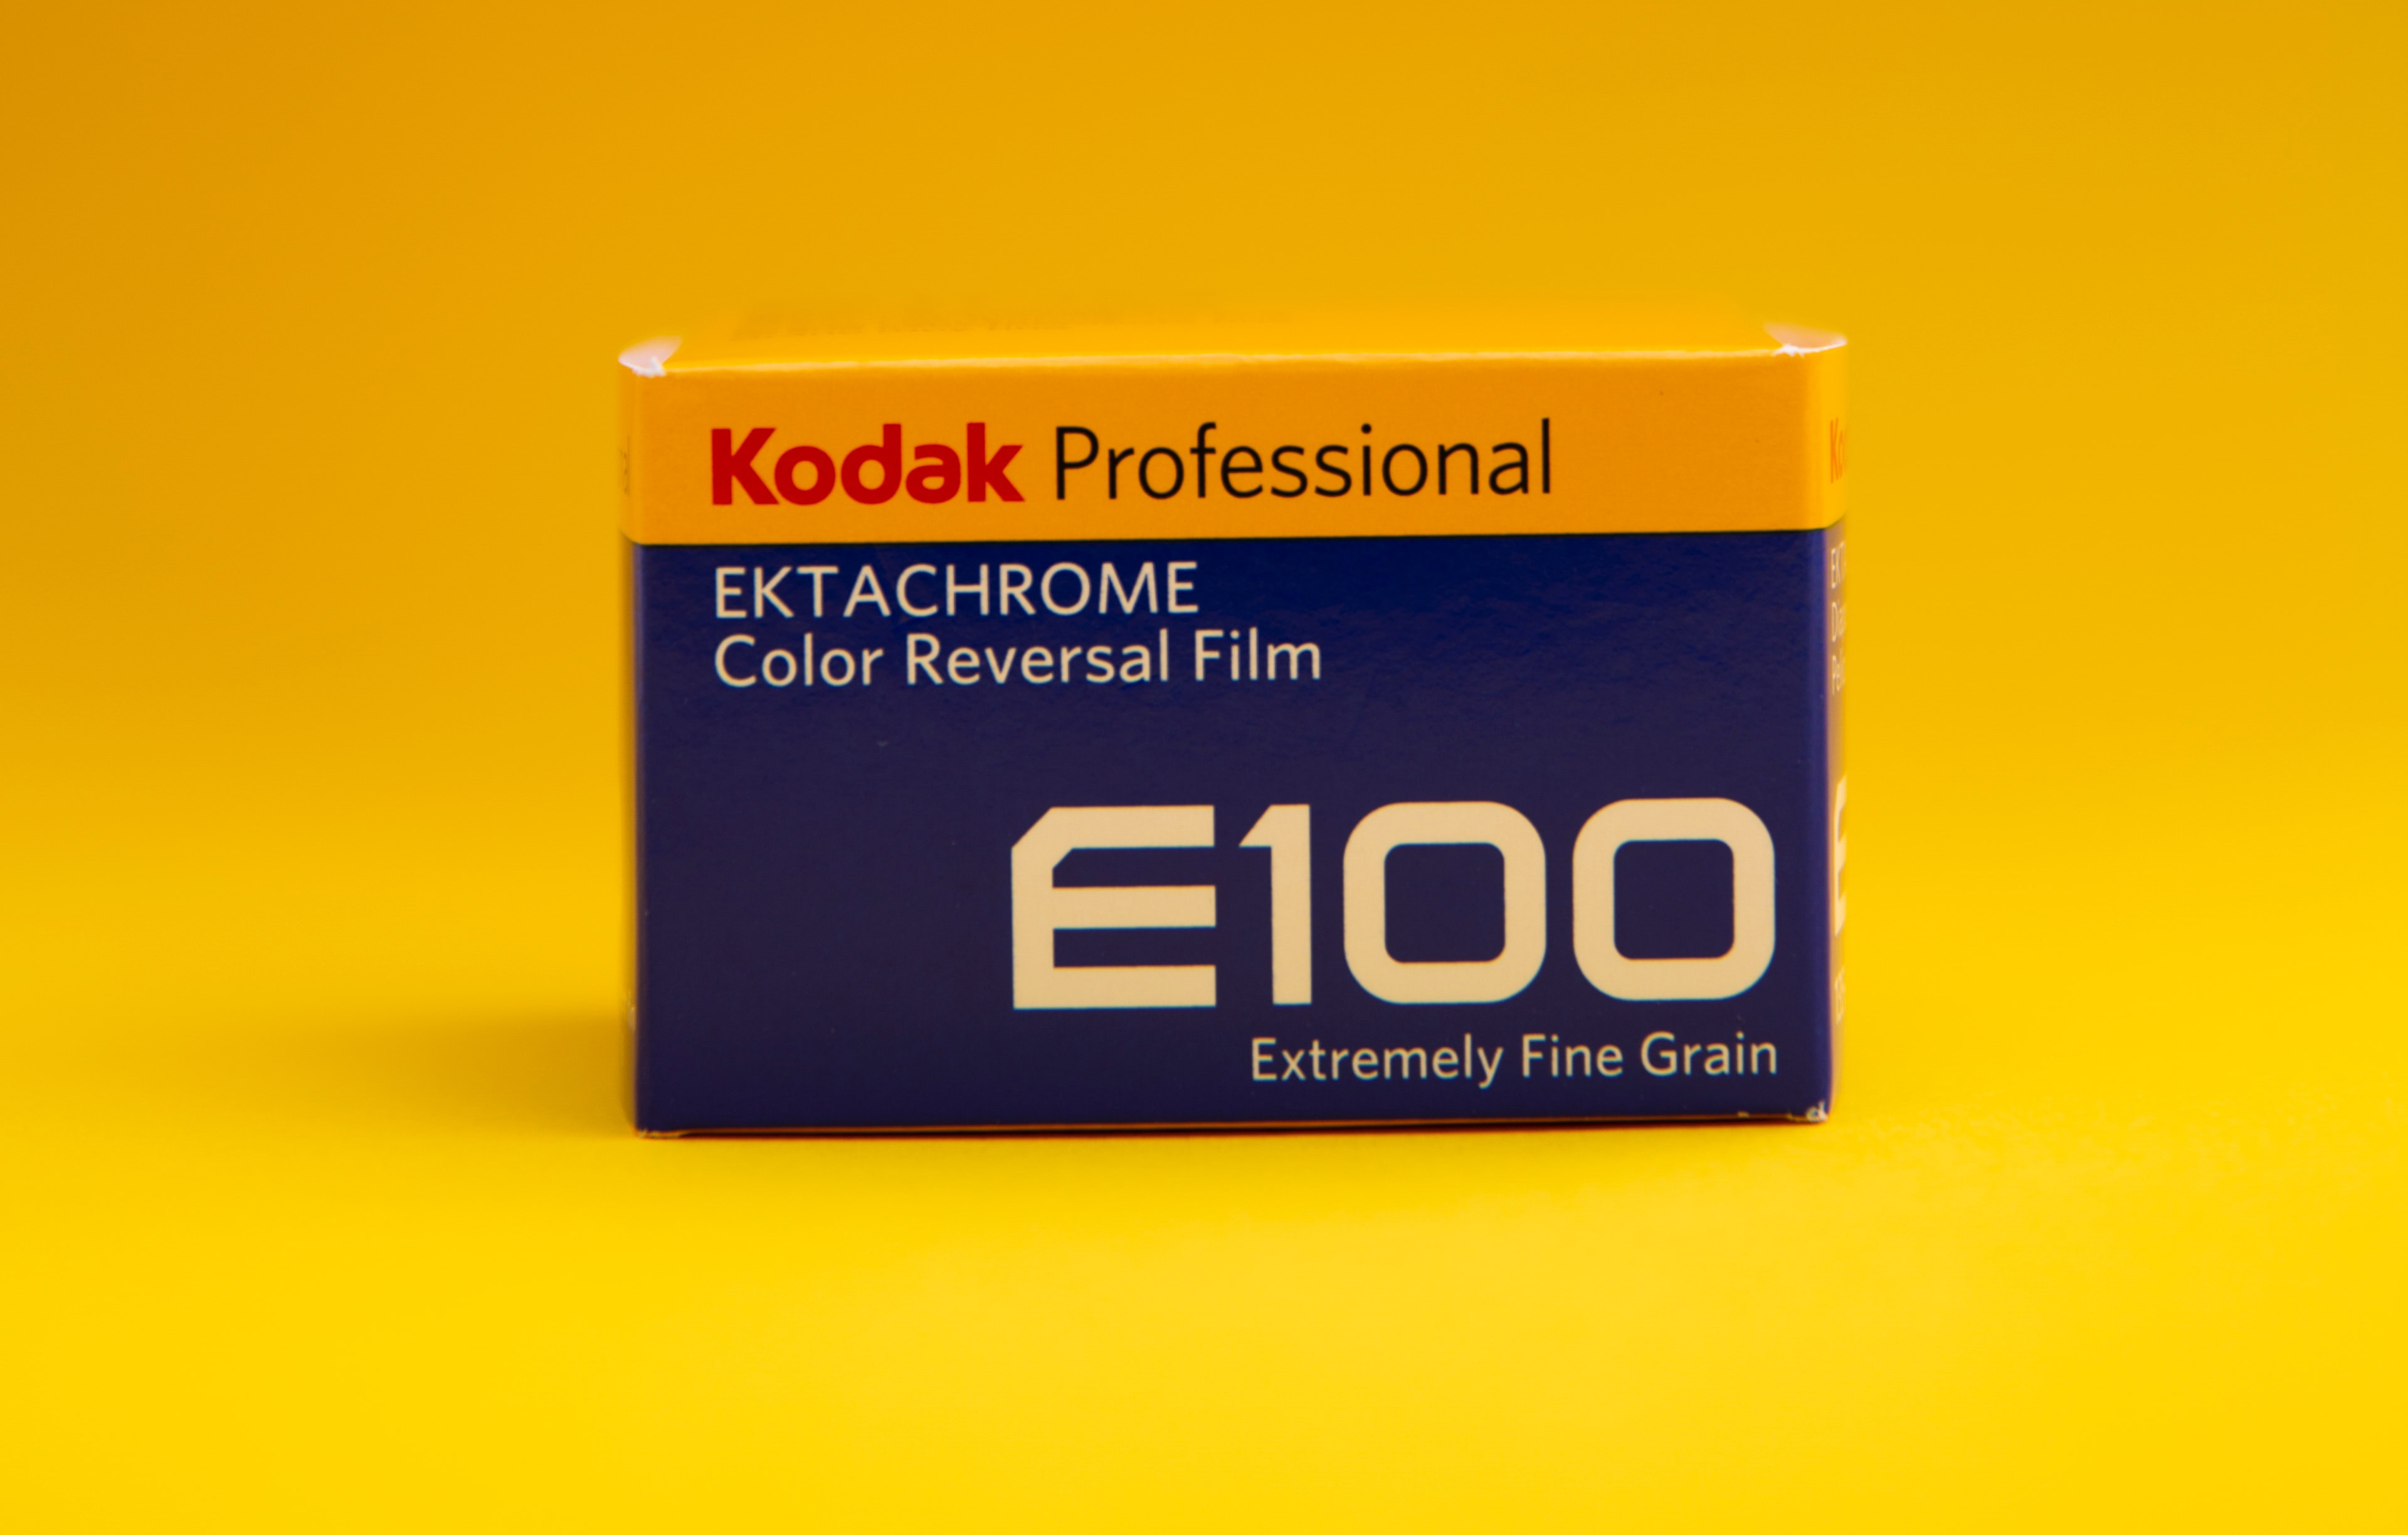 Kodak Professional
EKTACHROME
Color Reversal Film
E100
Extremely Fine Grain